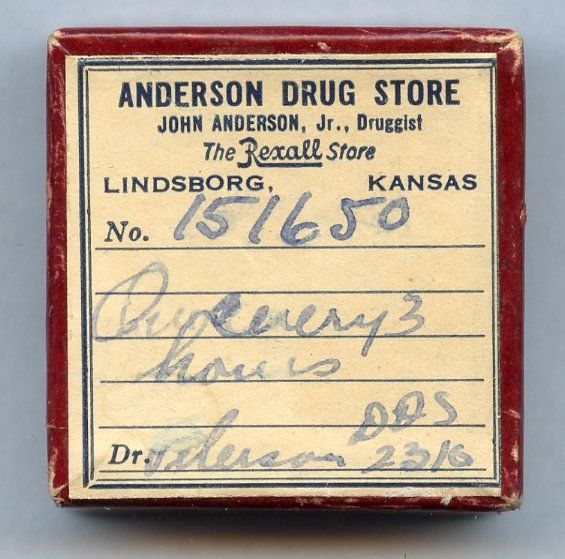 ANDERSON DRUG STORE
JOHN ANDERSON, Jr., Druggist
The Rexall Store
LINDSBORG, KANSAS
No. 151650
One every 3
hours
DDS
Dr. Peterson 2316